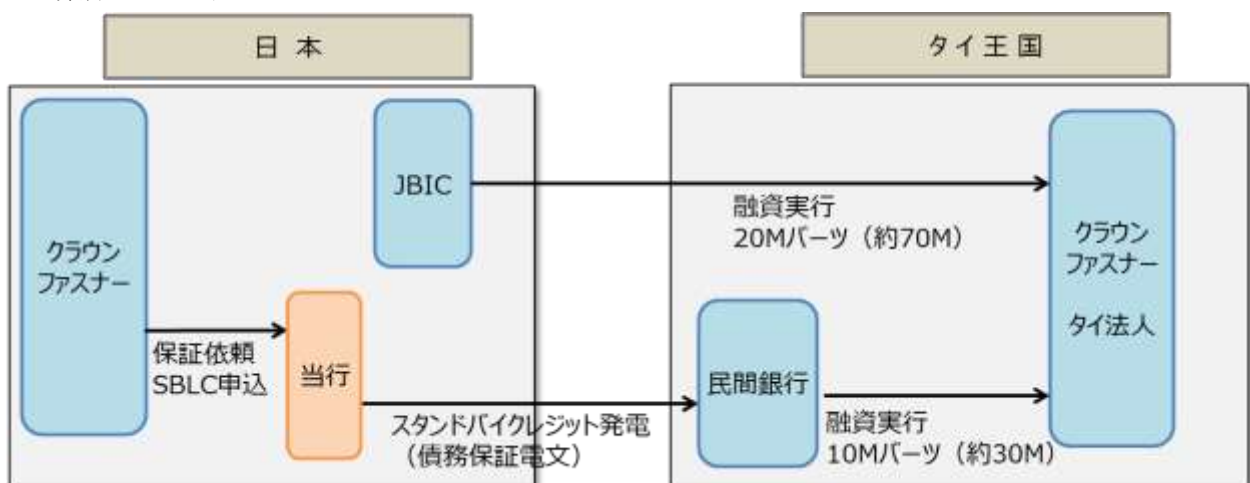 日 本
タイ王国
JBIC
融資実行
20Mバーツ（約70M）
クラウン
ファスナー
クラウン
ファスナー
タイ法人
保証依頼
SBLC申込
当行
民間銀行
スタンドバイクレジット発電
（債務保証電文）
融資実行
10Mバーツ（約30M）